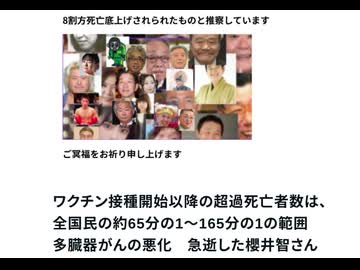 8割方死亡底上げされられたものと推察しています
ご冥福をお祈り申し上げます
ワクチン接種開始以降の超過死亡者数は、
全国民の約65分の1〜165分の1の範囲
多臓器がんの悪化　急逝した櫻井智さん